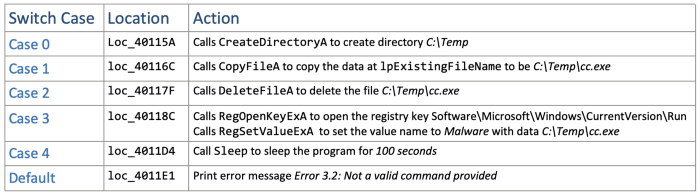 Switch Case Location Action
Case 0 Loc_40115A Calls CreateDirectoryA to create directory C:\Temp
Case 1 loc_40116C Calls CopyFileA to copy the data at lpExistingFileName to be C:\Temp\cc.exe
Case 2 loc_40117F Calls DeleteFileA to delete the file C:\Temp\cc.exe
Case 3 loc_40118C Calls RegOpenKeyExA to open the registry key Software\Microsoft\Windows\CurrentVersion\Run
Calls RegSetValueExA to set the value name to Malware with data C:\Temp\cc.exe
Case 4 loc_4011D4 Call Sleep to sleep the program for 100 seconds
Default loc_4011E1 Print error message Error 3.2: Not a valid command provided